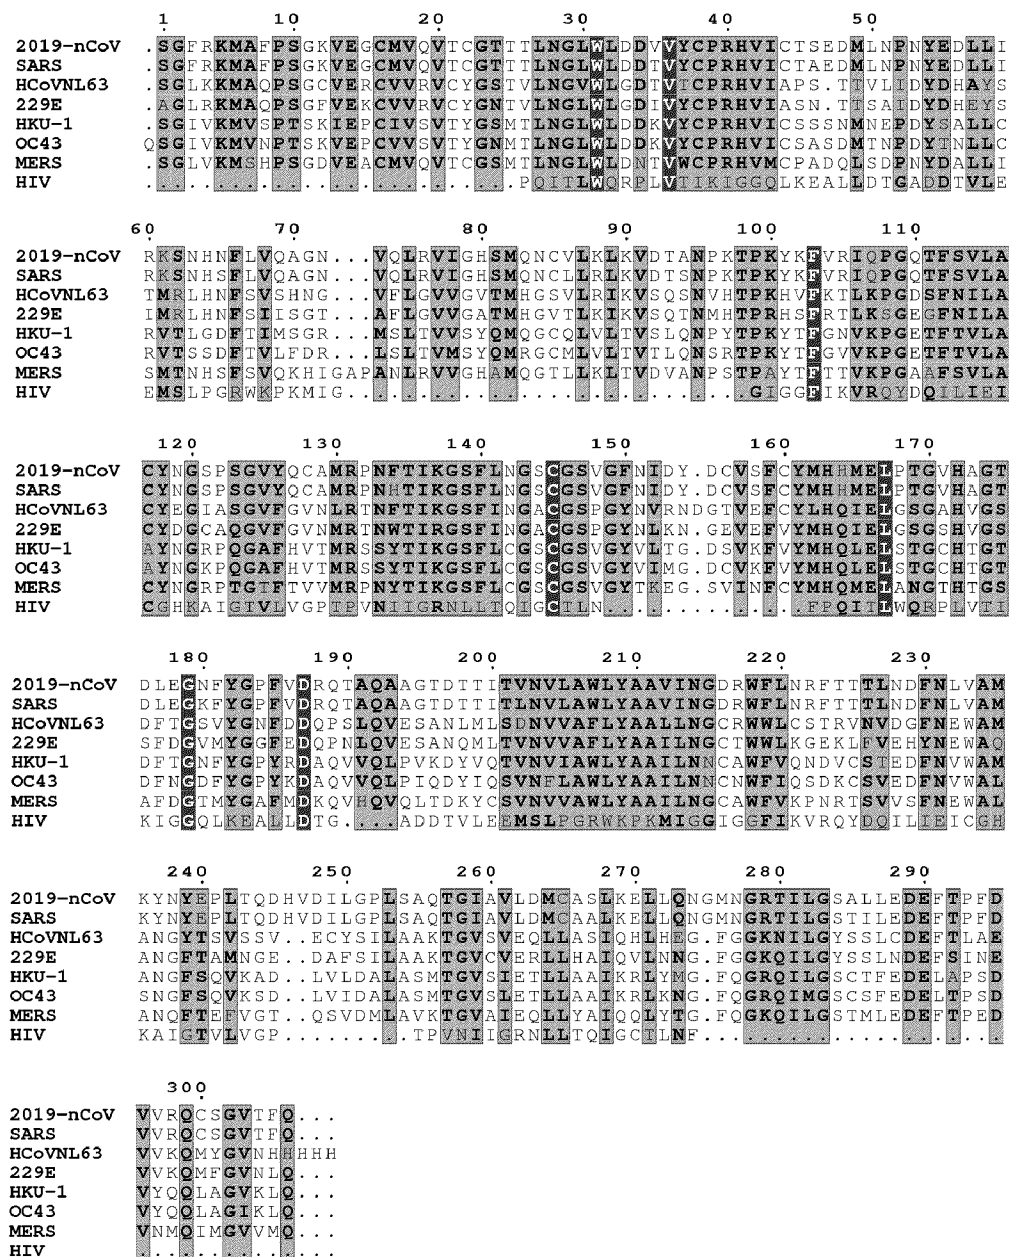 1 10 20 30 40 50
2019-nCoV .SGFRKMAFPSGKVEGCMVQVTCGTTTLNGLWLDDVVYCPRHVICTSEDMLNPNYEDLLI
SARS .SGFRKMAFPSGKVEGCMVQVTCGTTTLNGLWLDDTVYCPRHVICTAEDMLNPNYEDLLI
HCoVNL63 .SGLKKMAQPSGCVERCVVRVCYGSTVLNGVWLGDTVTCPRHVIAPS.TTVLIDYDHAYS
229E .AGLRKMAQPSGFVEKCVVRVCYGNTVLNGLWLGDIVYCPRHVIASN.TTSAIDYDHEYS
HKU-1 .SGIVKMVSPTSKIEPCIVSVTYGSMTLNGLWLDDKVYCPRHVICSSSNMNEPDYSALLC
OC43 QSGIVKMVNPTSKVEPCVVSVTYGNMTLNGLWLDDKVYCPRHVICSASDMTNPDYTNLLC
MERS .SGLVKMSHPSGDVEACMVQVTCGSMTLNGLWLDNTVWCPRHVMCPADQLSDPNYDALLI
HIV ..........................PQITLWQRPLVTIKIGGQLKEALLDTGADDTVLE
60 70 80 90 100 110
2019-nCoV RKSNHNFLVQAGN...VQLRVIGHSMQNCVLKLKVDTANPKTPKYKFVRIQPGQTFSVLA
SARS RKSNHSFLVQAGN...VQLRVIGHSMQNCLLRLKVDTSNPKTPKYKFVRIQPGQTFSVLA
HCoVNL63 TMRLHNFSVSHNG...VFLGVVGVTMHGSVLRIKVSQSNVHTPKHVFKTLKPGDSFNILA
229E IMRLHNFSIISGT...AFLGVVGATMHGVTLKIKVSQTNMHTPRHSFRTLKSGEGFNILA
HKU-1 RVTLGDFTIMSGR...MSLTVVSYQMQGCQLVLTVSLQNPYTPKYTFGNVKPGETFTVLA
OC43 RVTSSDFTVLFDR...LSLTVMSYQMRGCMLVLTVTLQNSRTPKYTFGVVKPGETFTVLA
MERS SMTNHSFSVQKHIGAPANLRVVGHAMQGTLLKLTVDVANPSTPAYTFTTVKPGAAFSVLA
HIV EMSLPGRWKPKMIG............................GIGGFIKVRQYDQILIEI
120 130 140 150 160 170
2019-nCoV CYNGSPSGVYQCAMRPNFTIKGSFLNGSCGSVGFNIDY.DCVSFCYMHHMELPTGVHAGT
SARS CYNGSPSGVYQCAMRPNHTIKGSFLNGSCGSVGFNIDY.DCVSFCYMHHMELPTGVHAGT
HCoVNL63 CYEGIASGVFGVNLRTNFTIKGSFINGACGSPGYNVRNDGTVEFCYLHQIELGSGAHVGS
229E CYDGCAQGVFGVNMRTNWTIRGSFINGACGSPGYNLKN.GEVEFVYMHQIELGSGSHVGS
HKU-1 AYNGRPQGAFHVTMRSSYTIKGSFLCGSCGSVGYVLTG.DSVKFVYMHQLELSTGCHTGT
OC43 AYNGKPQGAFHVTMRSSYTIKGSFLCGSCGSVGYVIMG.DCVKFVYMHQLELSTGCHTGT
MERS CYNGRPTGTFTVVMRPNYTIKGSFLCGSCGSVGYTKEG.SVINFCYMHQMELANGTHTGS
HIV CGHKAIGTVLVGPTPVNIIGRNLLTQIGCTLN..............FPQITLWQRPLVTI
180 190 200 210 220 230
2019-nCoV DLEGNFYGPFVDRQTAQAAGTDTTITVNVLAWLYAAVINGDRWFLNRFTTTLNDFNLVAM
SARS DLEGKFYGPFVDRQTAQAAGTDTTITLNVLAWLYAAVINGDRWFLNRFTTTLNDFNLVAM
HCoVNL63 DFTGSVYGNFDDQPSLQVESANLMLSDNVVAFLYAALLNGCRWWLCSTRVNVDGFNEWAM
229E SFDGVMYGGFEDQPNLQVESANQMLTVNVVAFLYAAILNGCTWWLKGEKLFVEHYNEWAQ
HKU-1 DFTGNFYGPYRDAQVVQLPVKDYVQTVNVIAWLYAAILNNCAWFVQNDVCSTEDFNVWAM
OC43 DFNGDFYGPYKDAQVVQLPIQDYIQSVNFLAWLYAAILNNCNWFIQSDKCSVEDFNVWAL
MERS AFDGTMYGAFMDKQVHQVQLTDKYCSVNVVAWLYAAILNGCAWFVKPNRTSVVSFNEWAL
HIV KIGGQLKEALLDTG...ADDTVLEEMSLPGRWKPKMIGGIGGFIKVRQYDQILIEICGH
240 250 260 270 280 290
2019-nCoV KYNYEPLTQDHVDILGPLSAQTGIAVLDMCASLKELLQNGMNGRTILGSALLEDEFTPFD
SARS KYNYEPLTQDHVDILGPLSAQTGIAVLDMCAALKELLQNGMNGRTILGSTILEDEFTPFD
HCoVNL63 ANGYTSVSSV..ECYSILAAKTGVSVEQLLASIQHLHEG.FGGKNILGYSSLCDEFTLAE
229E ANGFTAMNGE..DAFSILAAKTGVCVERLLHAIQVLNNG.FGGKQILGYSSLNDEFSINE
HKU-1 ANGFSQVKAD..LVLDALASMTGVSIETLLAAIKRLYMG.FQGRQILGSCTFEDELAPSD
OC43 SNGFSQVKSD..LVIDALASMTGVSLETLLAAIKRLKNG.FQGRQIMGSCSFEDELTPSD
MERS ANQFTEFVGT..QSVDMLAVKTGVAIEQLLYAIQQLYTG.FQGKQILGSTMLEDEFTPED
HIV KAIGTVLVGP........TPVNIIGRNLLTQIGCTLNF.....................
300
2019-nCoV VVRQCSGVTFQ...
SARS VVRQCSGVTFQ...
HCoVNL63 VVKQMYGVNHHHHH
229E VVKQMFGVNLQ...
HKU-1 VYQQLAGVKLQ...
OC43 VYQQLAGIKLQ...
MERS VNMQIMGVVMQ...
HIV ..............